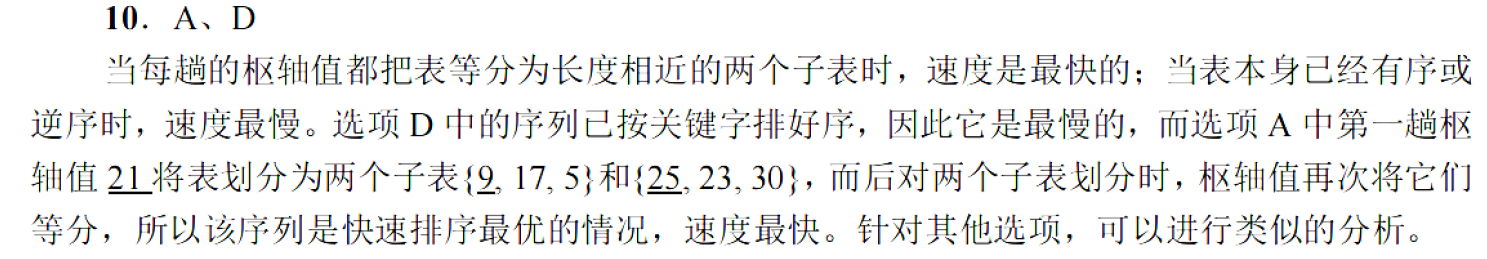 10．A、D
当每趟的枢轴值都把表等分为长度相近的两个子表时，速度是最快的；当表本身已经有序或
逆序时，速度最慢。选项 D 中的序列已按关键字排好序，因此它是最慢的，而选项 A 中第一趟枢
轴值 21 将表划分为两个子表{9, 17, 5}和{25, 23, 30}，而后对两个子表划分时，枢轴值再次将它们
等分，所以该序列是快速排序最优的情况，速度最快。针对其他选项，可以进行类似的分析。